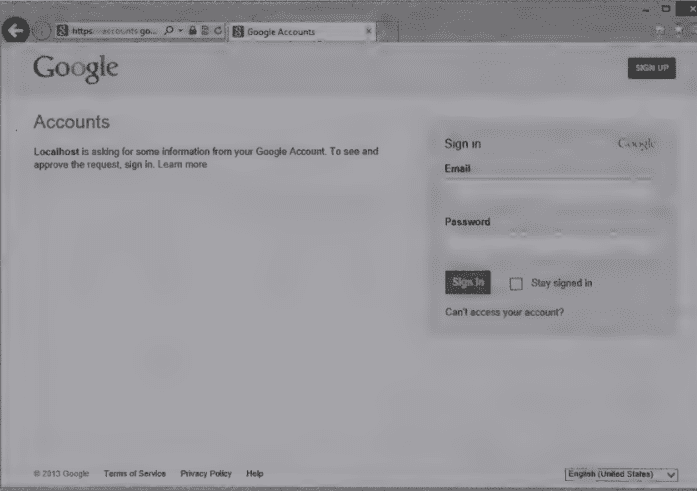 https://accounts.go...
Google Accounts
Google
SIGN UP
Accounts
Localhost is asking for some information from your Google Account. To see and
approve the request, sign in. Learn more
Sign in Google
Email
Password
Sign in Stay signed in
Can't access your account?
© 2013 Google Terms of Service Privacy Policy Help English (United States)